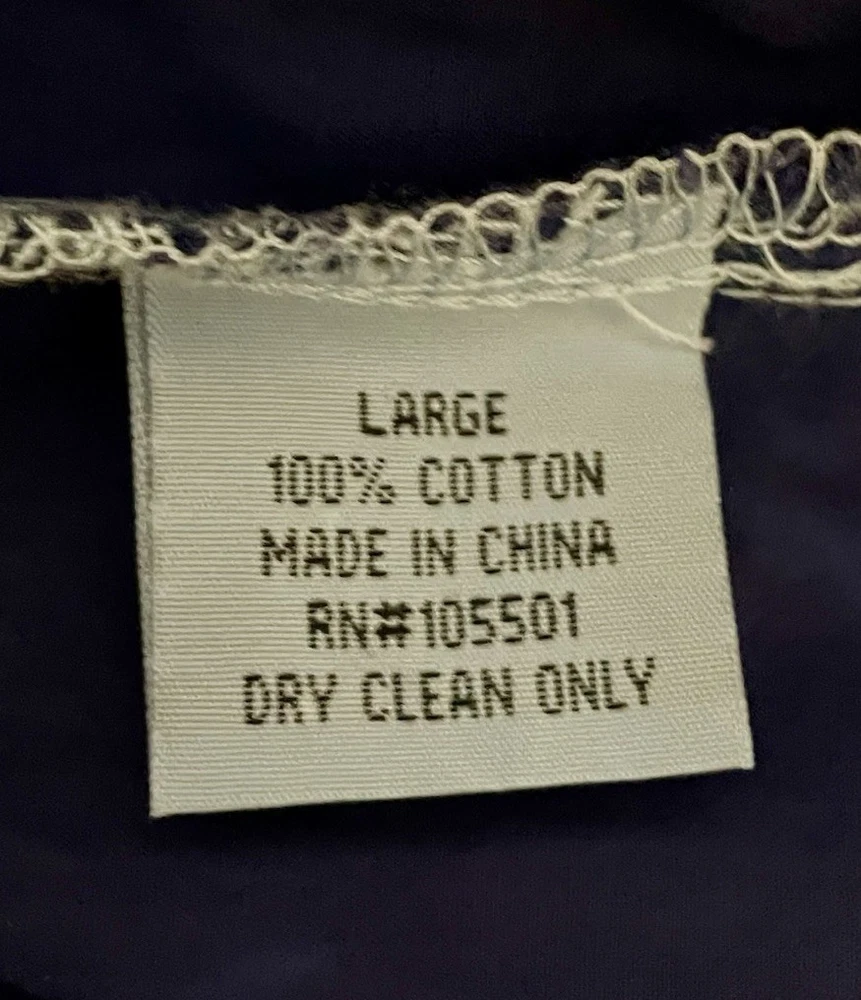 LARGE
100% COTTON
MADE IN CHINA
RN#105501
DRY CLEAN ONLY